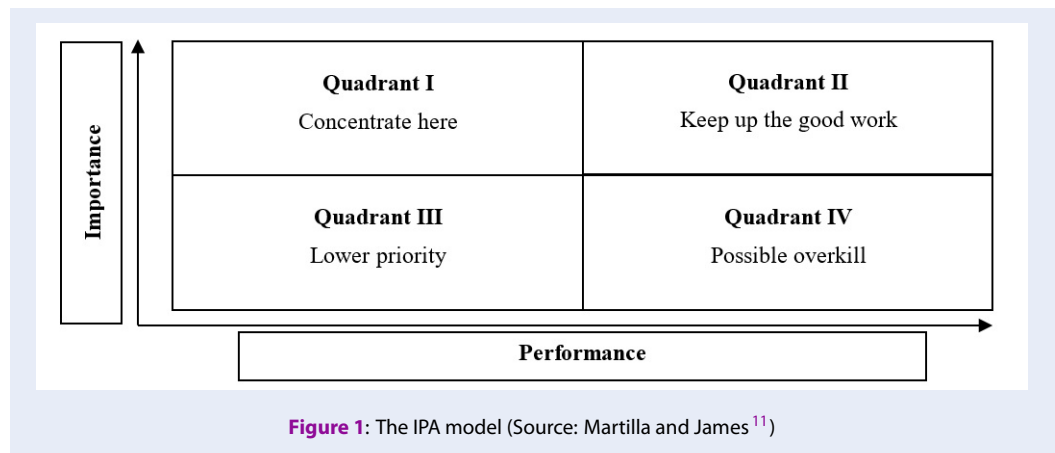 Importance
Quadrant I
Concentrate here
Quadrant II
Keep up the good work
Quadrant III
Lower priority
Quadrant IV
Possible overkill
Performance
Figure 1: The IPA model (Source: Martilla and James 11)